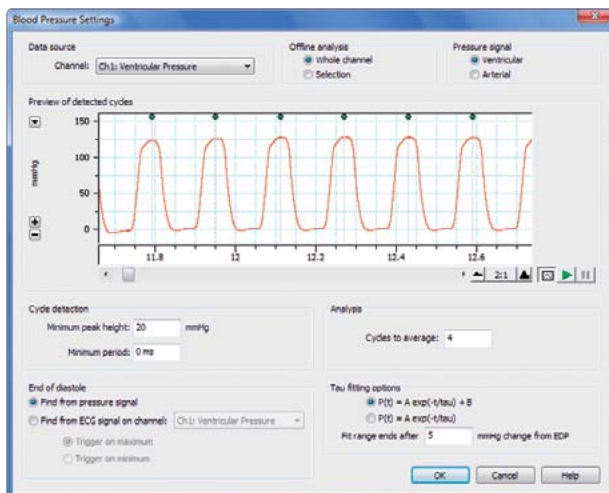 Blood Pressure Settings
Data source
Channel: Ch1: Ventricular Pressure
Offline analysis
Whole channel
Selection
Pressure signal
Ventricular
Arterial
Preview of detected cycles
150
100
50
0
mmHg
11.8 12 12.2 12.4 12.6
2:1
Cycle detection
Minimum peak height: 20 mmHg
Minimum period: 0 ms
Analysis
Cycles to average: 4
End of diastole
Find from pressure signal
Find from ECG signal on channel: Ch1: Ventricular Pressure
Trigger on maximum
Trigger on minimum
Tau fitting options
P(t) = A exp(-t/tau) + B
P(t) = A exp(-t/tau)
Fit range ends after 5 mmHg change from EDP
OK Cancel Help